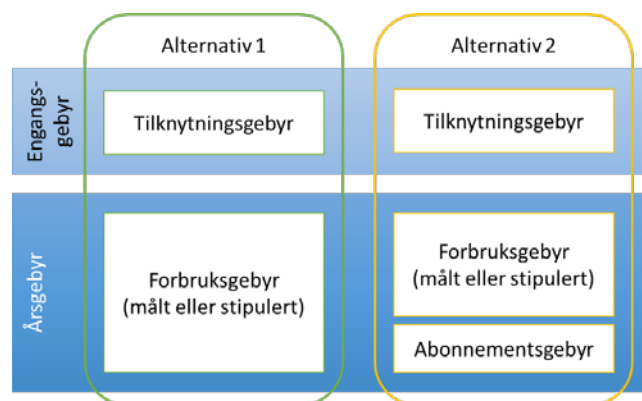 Alternativ 1
Alternativ 2
Engangs-
gebyr
Tilknytningsgebyr
Tilknytningsgebyr
Årsgebyr
Forbruksgebyr
(målt eller stipulert)
Forbruksgebyr
(målt eller stipulert)
Abonnementsgebyr